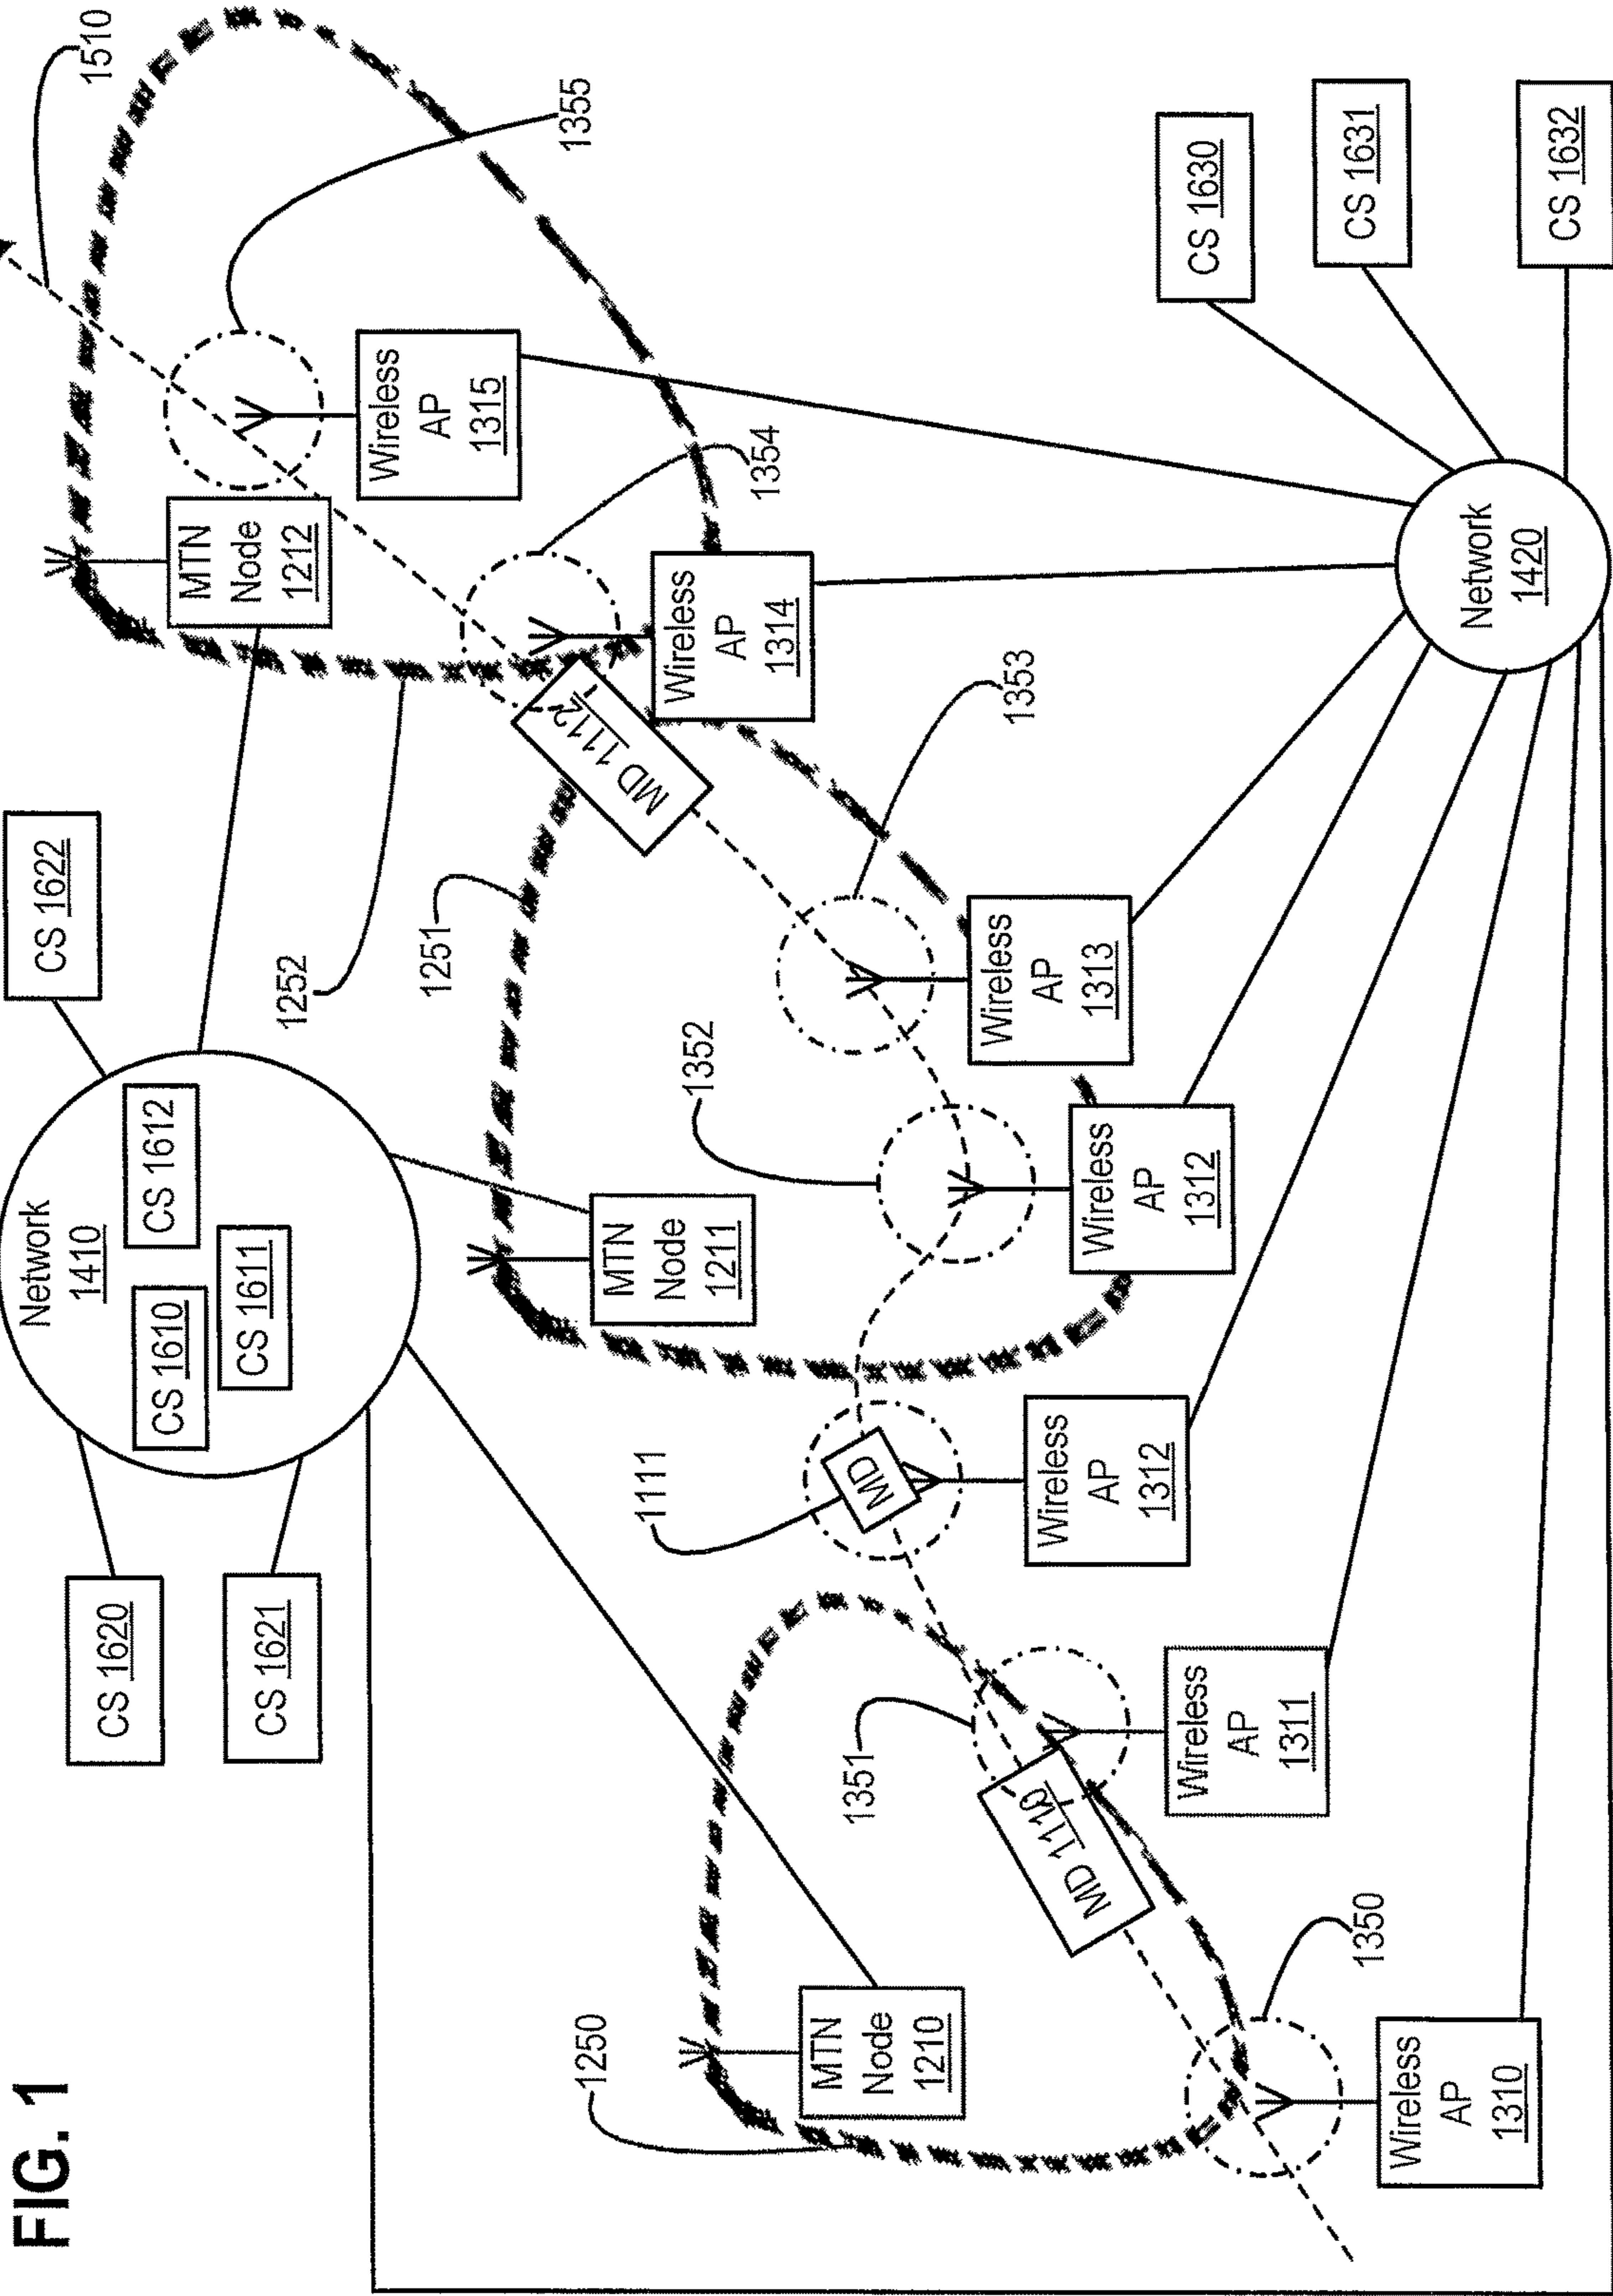 FIG. 1
CS 1620
CS 1621
Network
1410
CS 1610
CS 1611
CS 1612
CS 1622
1510
1355
1252
1251
MTN
Node
1212
Wireless
AP
1315
1354
1250
MTN
Node
1210
1351
1111
MD
MTN
Node
1211
1352
MD 1112
1353
Wireless
AP
1314
MD 1110
1350
Wireless
AP
1310
Wireless
AP
1311
Wireless
AP
1312
Wireless
AP
1312
Wireless
AP
1313
Network
1420
CS 1630
CS 1631
CS 1632